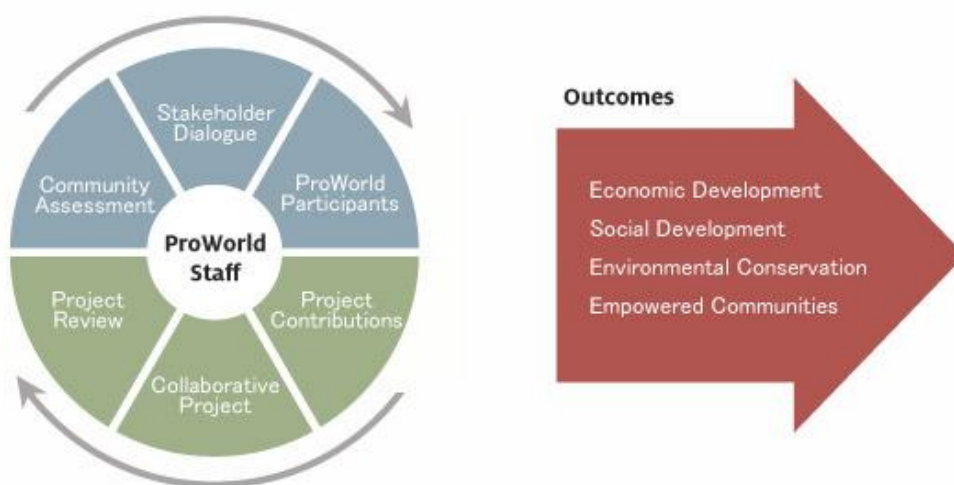 Stakeholder
Dialogue
Community
Assessment
ProWorld
Participants
ProWorld
Staff
Project
Review
Project
Contributions
Collaborative
Project
Outcomes
Economic Development
Social Development
Environmental Conservation
Empowered Communities